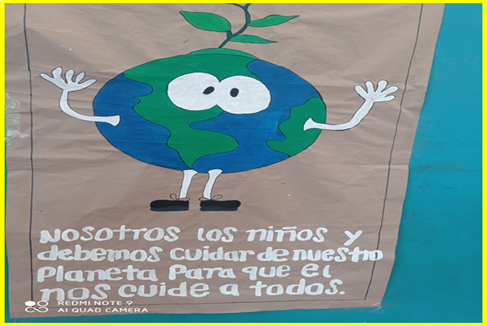 Nosotros los niños y
debemos cuidar de nuestro
Planeta Para que el
nos cuide a todos.
REDMI NOTE 9
AI QUAD CAMERA